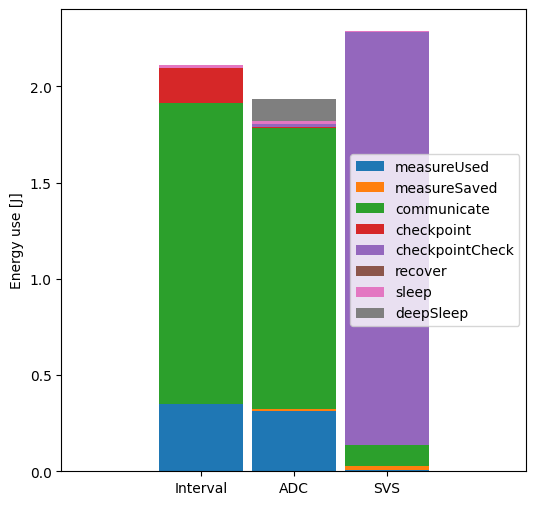 Energy use [J]
2.0
1.5
1.0
0.5
0.0
measureUsed
measureSaved
communicate
checkpoint
checkpointCheck
recover
sleep
deepSleep
Interval ADC SVS